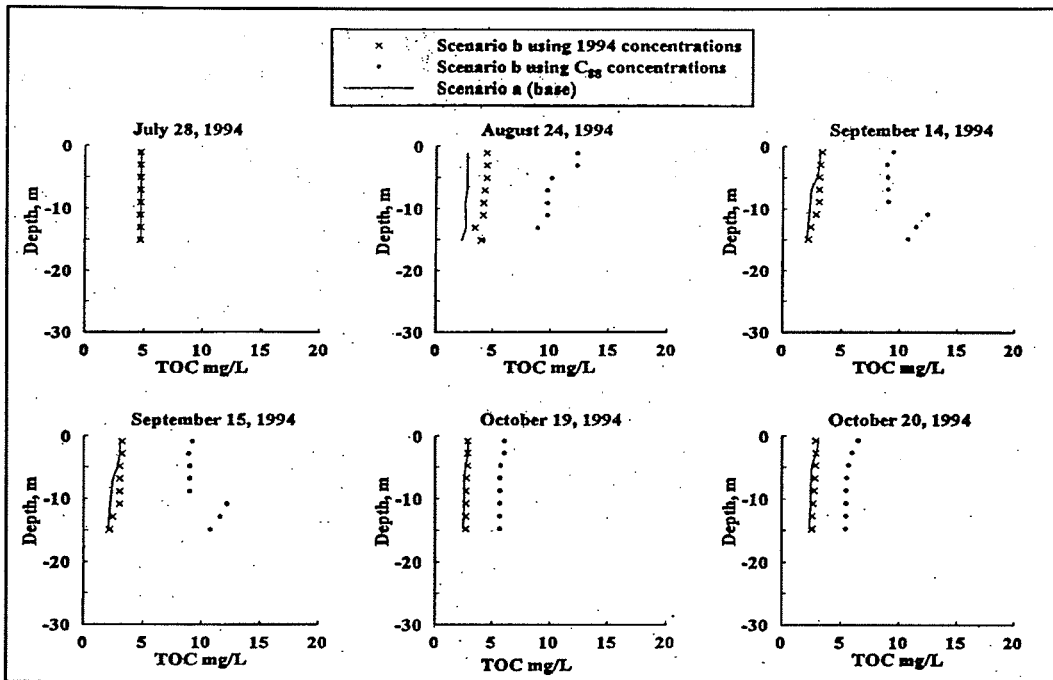 Scenario b using 1994 concentrations
Scenario b using Css concentrations
Scenario a (base)
July 28, 1994
0
-10
-20
-30
Depth, m
0 5 10 15 20
TOC mg/L
August 24, 1994
0
-10
-20
-30
Depth, m
0 5 10 15 20
TOC mg/L
September 14, 1994
0
-10
-20
-30
Depth, m
0 5 10 15 20
TOC mg/L
September 15, 1994
0
-10
-20
-30
Depth, m
0 5 10 15 20
TOC mg/L
October 19, 1994
0
-10
-20
-30
Depth, m
0 5 10 15 20
TOC mg/L
October 20, 1994
0
-10
-20
-30
Depth, m
0 5 10 15 20
TOC mg/L